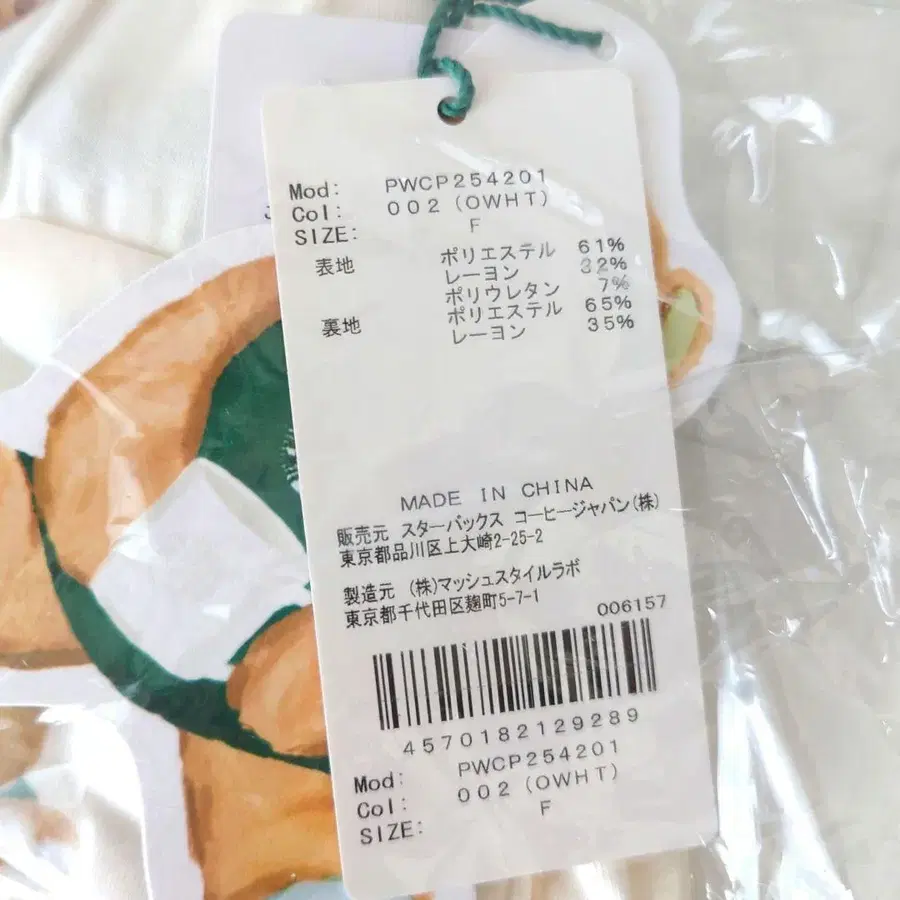 Mod: PWCP254201
Col: 002 (OWHT)
SIZE: F
表地 ポリエステル 61%
レーヨン 32%
ポリウレタン 7%
裏地 ポリエステル 65%
レーヨン 35%
MADE IN CHINA
販売元 スターバックス コーヒージャパン(株)
東京都品川区上大崎2-25-2
製造元 (株)マッシュスタイルラボ
東京都千代田区麹町5-7-1
006157
4570182129289
Mod: PWCP254201
Col: 002 (OWHT)
SIZE: F